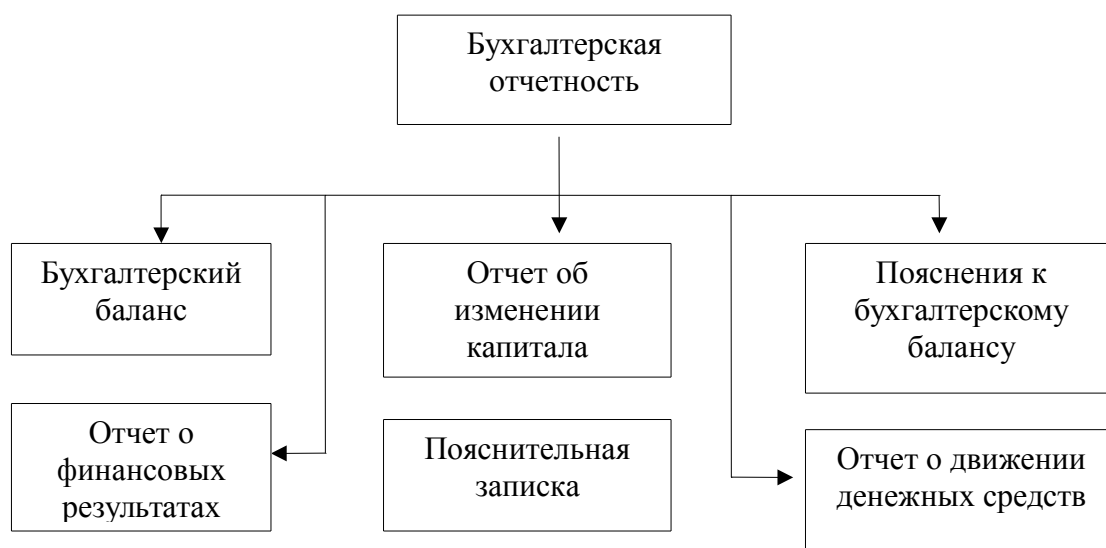 Бухгалтерская
отчетность
Бухгалтерский
баланс
Отчет об
изменении
капитала
Пояснения к
бухгалтерскому
балансу
Отчет о
финансовых
результатах
Пояснительная
записка
Отчет о движении
денежных средств